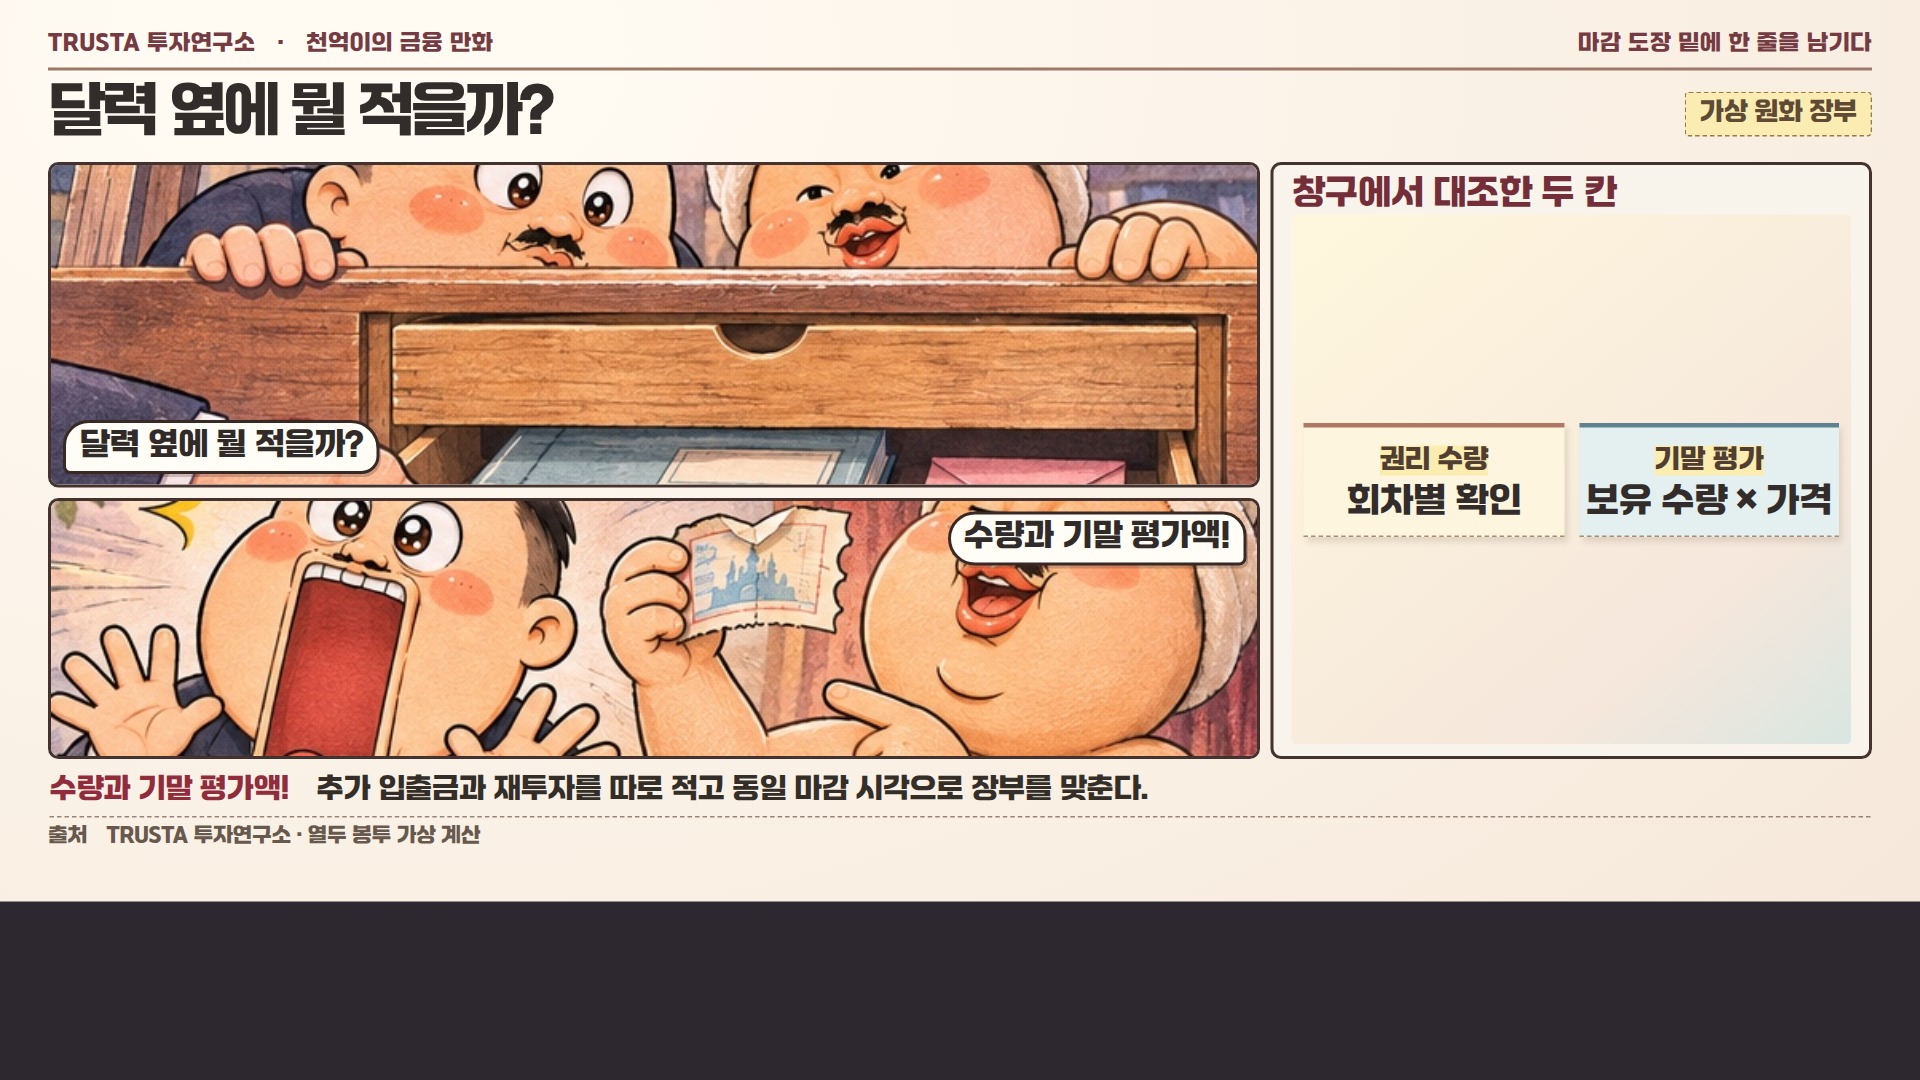 TRUSTA 투자연구소 · 천억이의 금융 만화
마감 도장 밑에 한 줄을 남기다
달력 옆에 뭘 적을까?
가상 원화 장부
달력 옆에 뭘 적을까?
수량과 기말 평가액!
창구에서 대조한 두 칸
권리 수량
회차별 확인
기말 평가
보유 수량 × 가격
수량과 기말 평가액! 추가 입출금과 재투자를 따로 적고 동일 마감 시각으로 장부를 맞춘다.
출처 TRUSTA 투자연구소 · 열두 봉투 가상 계산